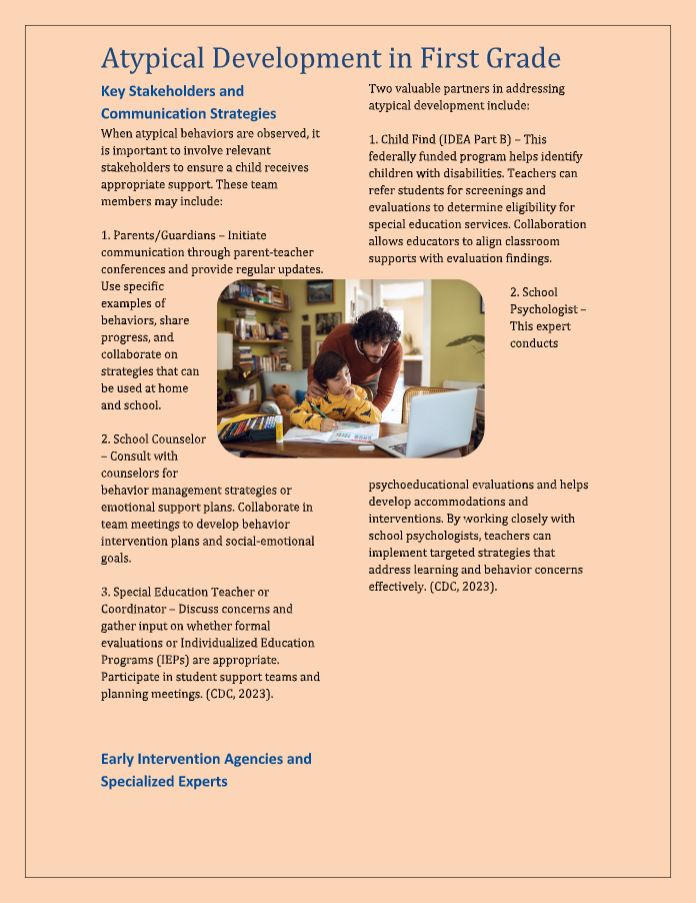 Atypical Development in First Grade
Key Stakeholders and
Communication Strategies
When atypical behaviors are observed, it
is important to involve relevant
stakeholders to ensure a child receives
appropriate support. These team
members may include:
1. Parents/Guardians – Initiate
communication through parent-teacher
conferences and provide regular updates.
Use specific
examples of
behaviors, share
progress, and
collaborate on
strategies that can
be used at home
and school.
2. School Counselor
– Consult with
counselors for
behavior management strategies or
emotional support plans. Collaborate in
team meetings to develop behavior
intervention plans and social-emotional
goals.
3. Special Education Teacher or
Coordinator – Discuss concerns and
gather input on whether formal
evaluations or Individualized Education
Programs (IEPs) are appropriate.
Participate in student support teams and
planning meetings. (CDC, 2023).
Early Intervention Agencies and
Specialized Experts
Two valuable partners in addressing
atypical development include:
1. Child Find (IDEA Part B) – This
federally funded program helps identify
children with disabilities. Teachers can
refer students for screenings and
evaluations to determine eligibility for
special education services. Collaboration
allows educators to align classroom
supports with evaluation findings.
2. School
Psychologist –
This expert
conducts
psychoeducational evaluations and helps
develop accommodations and
interventions. By working closely with
school psychologists, teachers can
implement targeted strategies that
address learning and behavior concerns
effectively. (CDC, 2023).